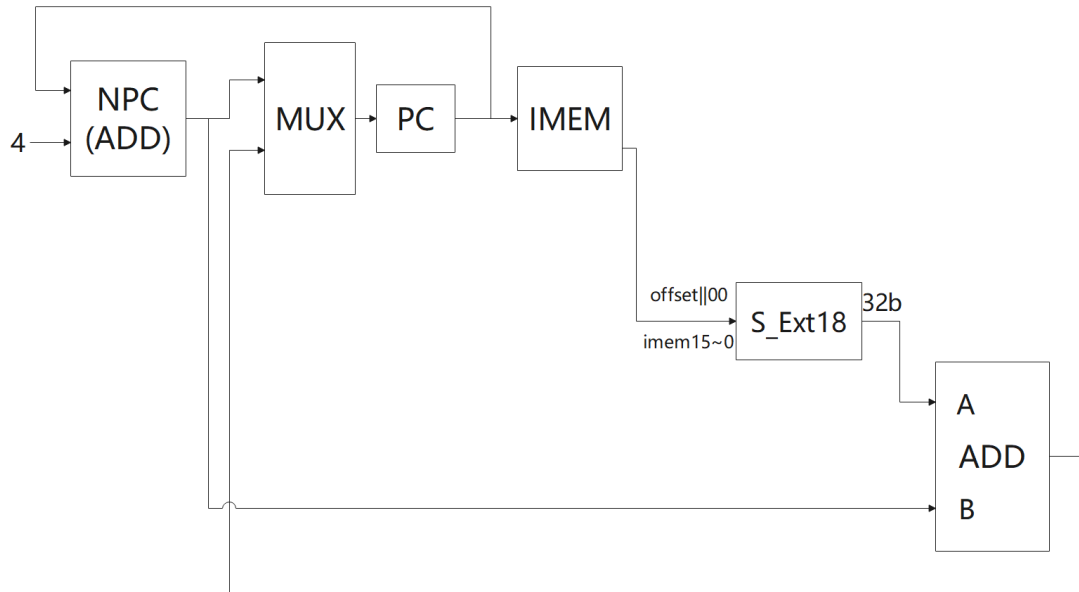 NPC
(ADD)
4
MUX
PC
IMEM
offset||00
imem15~0
S_Ext18
32b
A
ADD
B